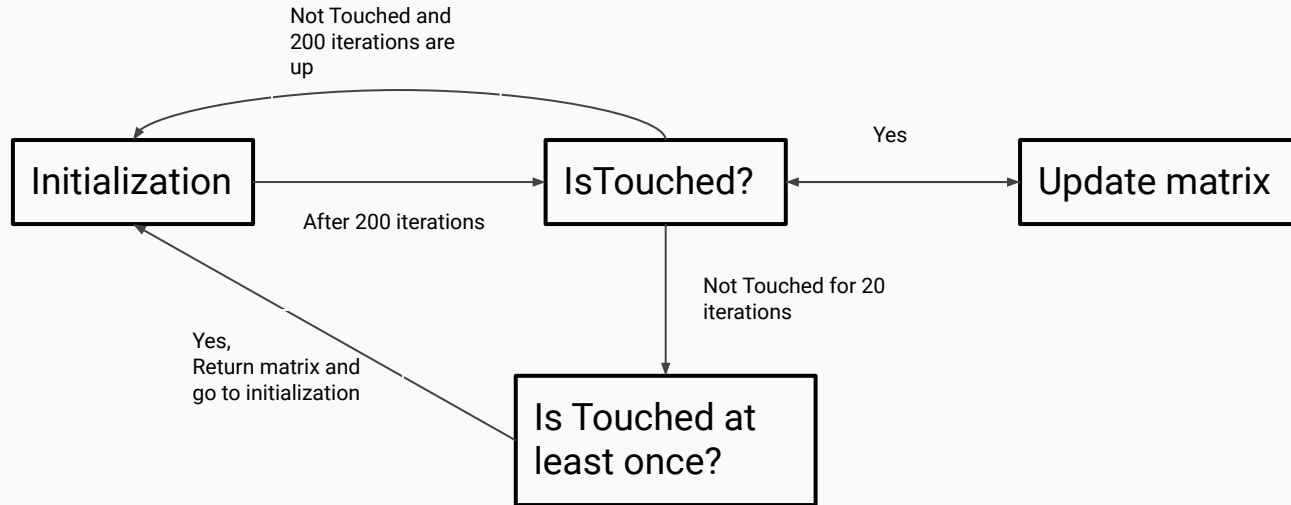 Not Touched and
200 iterations are
up
Initialization
After 200 iterations
IsTouched?
Yes
Update matrix
Not Touched for 20
iterations
Yes,
Return matrix and
go to initialization
Is Touched at
least once?